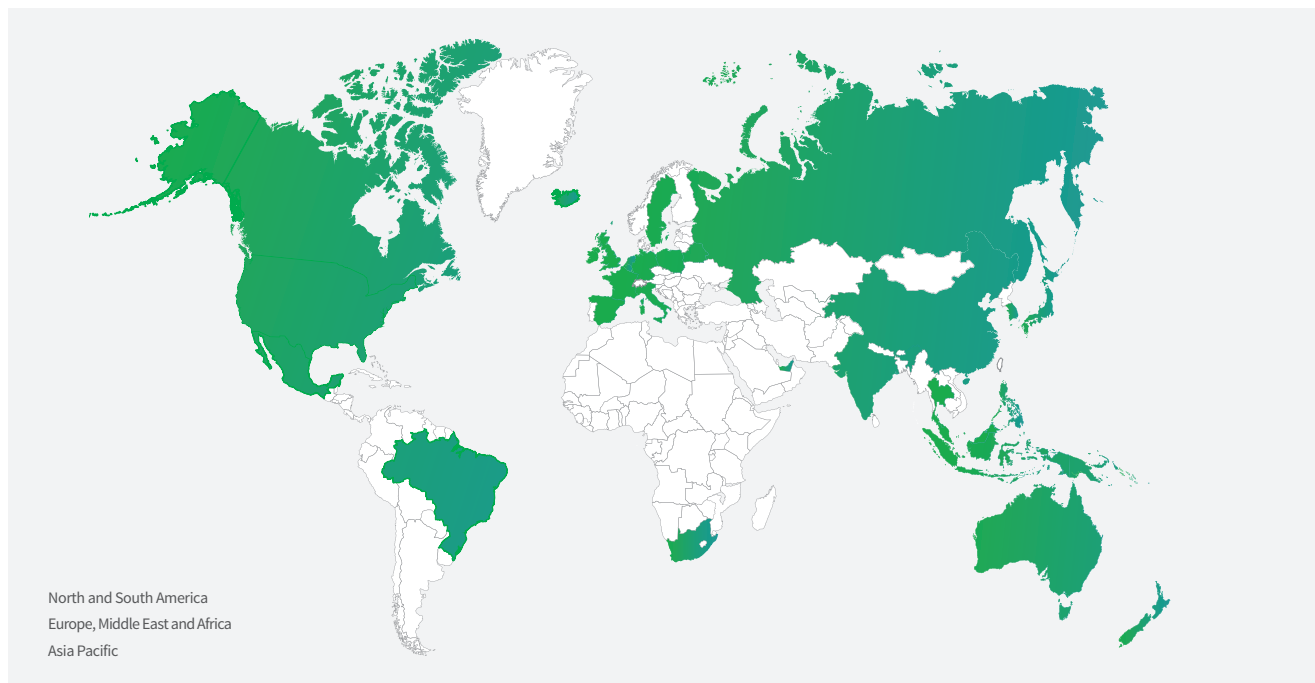 North and South America
Europe, Middle East and Africa
Asia Pacific